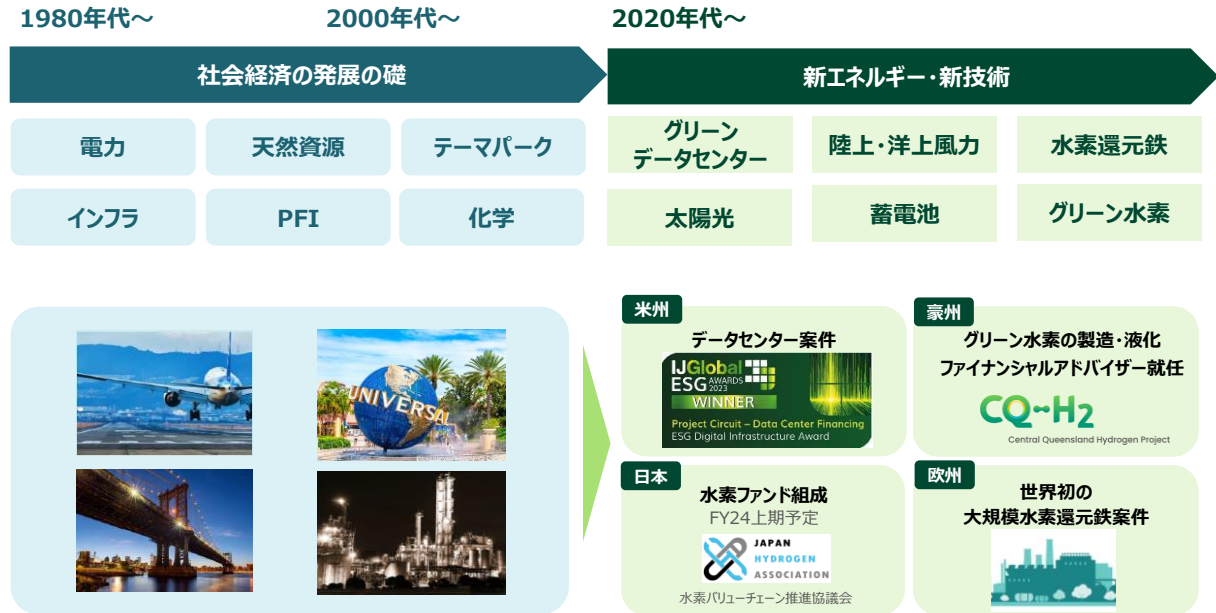 1980年代~
2000年代~
2020年代~
社会経済の発展の礎
新エネルギー・新技術
電力
天然資源
テーマパーク
グリーン
データセンター
陸上・洋上風力
水素還元鉄
インフラ
PFI
化学
太陽光
蓄電池
グリーン水素
UNIVERSAL
米州
データセンター案件
IJGlobal
ESG AWARDS 2023
WINNER
Project Circuit – Data Center Financing
ESG Digital Infrastructure Award
豪州
グリーン水素の製造・液化
ファイナンシャルアドバイザー就任
CQ~H2
Central Queensland Hydrogen Project
日本
水素ファンド組成
FY24上期予定
JAPAN
HYDROGEN
ASSOCIATION
水素バリューチェーン推進協議会
欧州
世界初の
大規模水素還元鉄案件